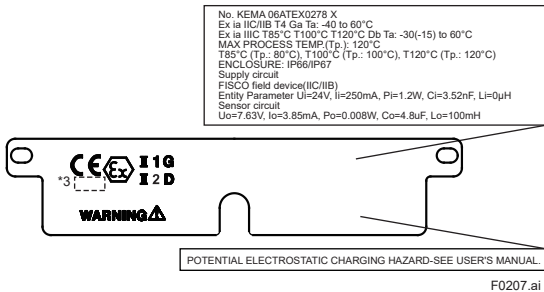 No. KEMA 06ATEX0278 X
Ex ia IIC/IIB T4 Ga Ta: -40 to 60°C
Ex ia IIIC T85°C T100°C T120°C Db Ta: -30(-15) to 60°C
MAX PROCESS TEMP.(Tp.): 120°C
T85°C (Tp.: 80°C), T100°C (Tp.: 100°C), T120°C (Tp.: 120°C)
ENCLOSURE: IP66/IP67
Supply circuit
FISCO field device(IIC/IIB)
Entity Parameter Ui=24V, Ii=250mA, Pi=1.2W, Ci=3.52nF, Li=0µH
Sensor circuit
Uo=7.63V, Io=3.85mA, Po=0.008W, Co=4.8uF, Lo=100mH
CE Ex II 1 G
*3 II 2 D
WARNING
POTENTIAL ELECTROSTATIC CHARGING HAZARD-SEE USER'S MANUAL.
F0207.ai